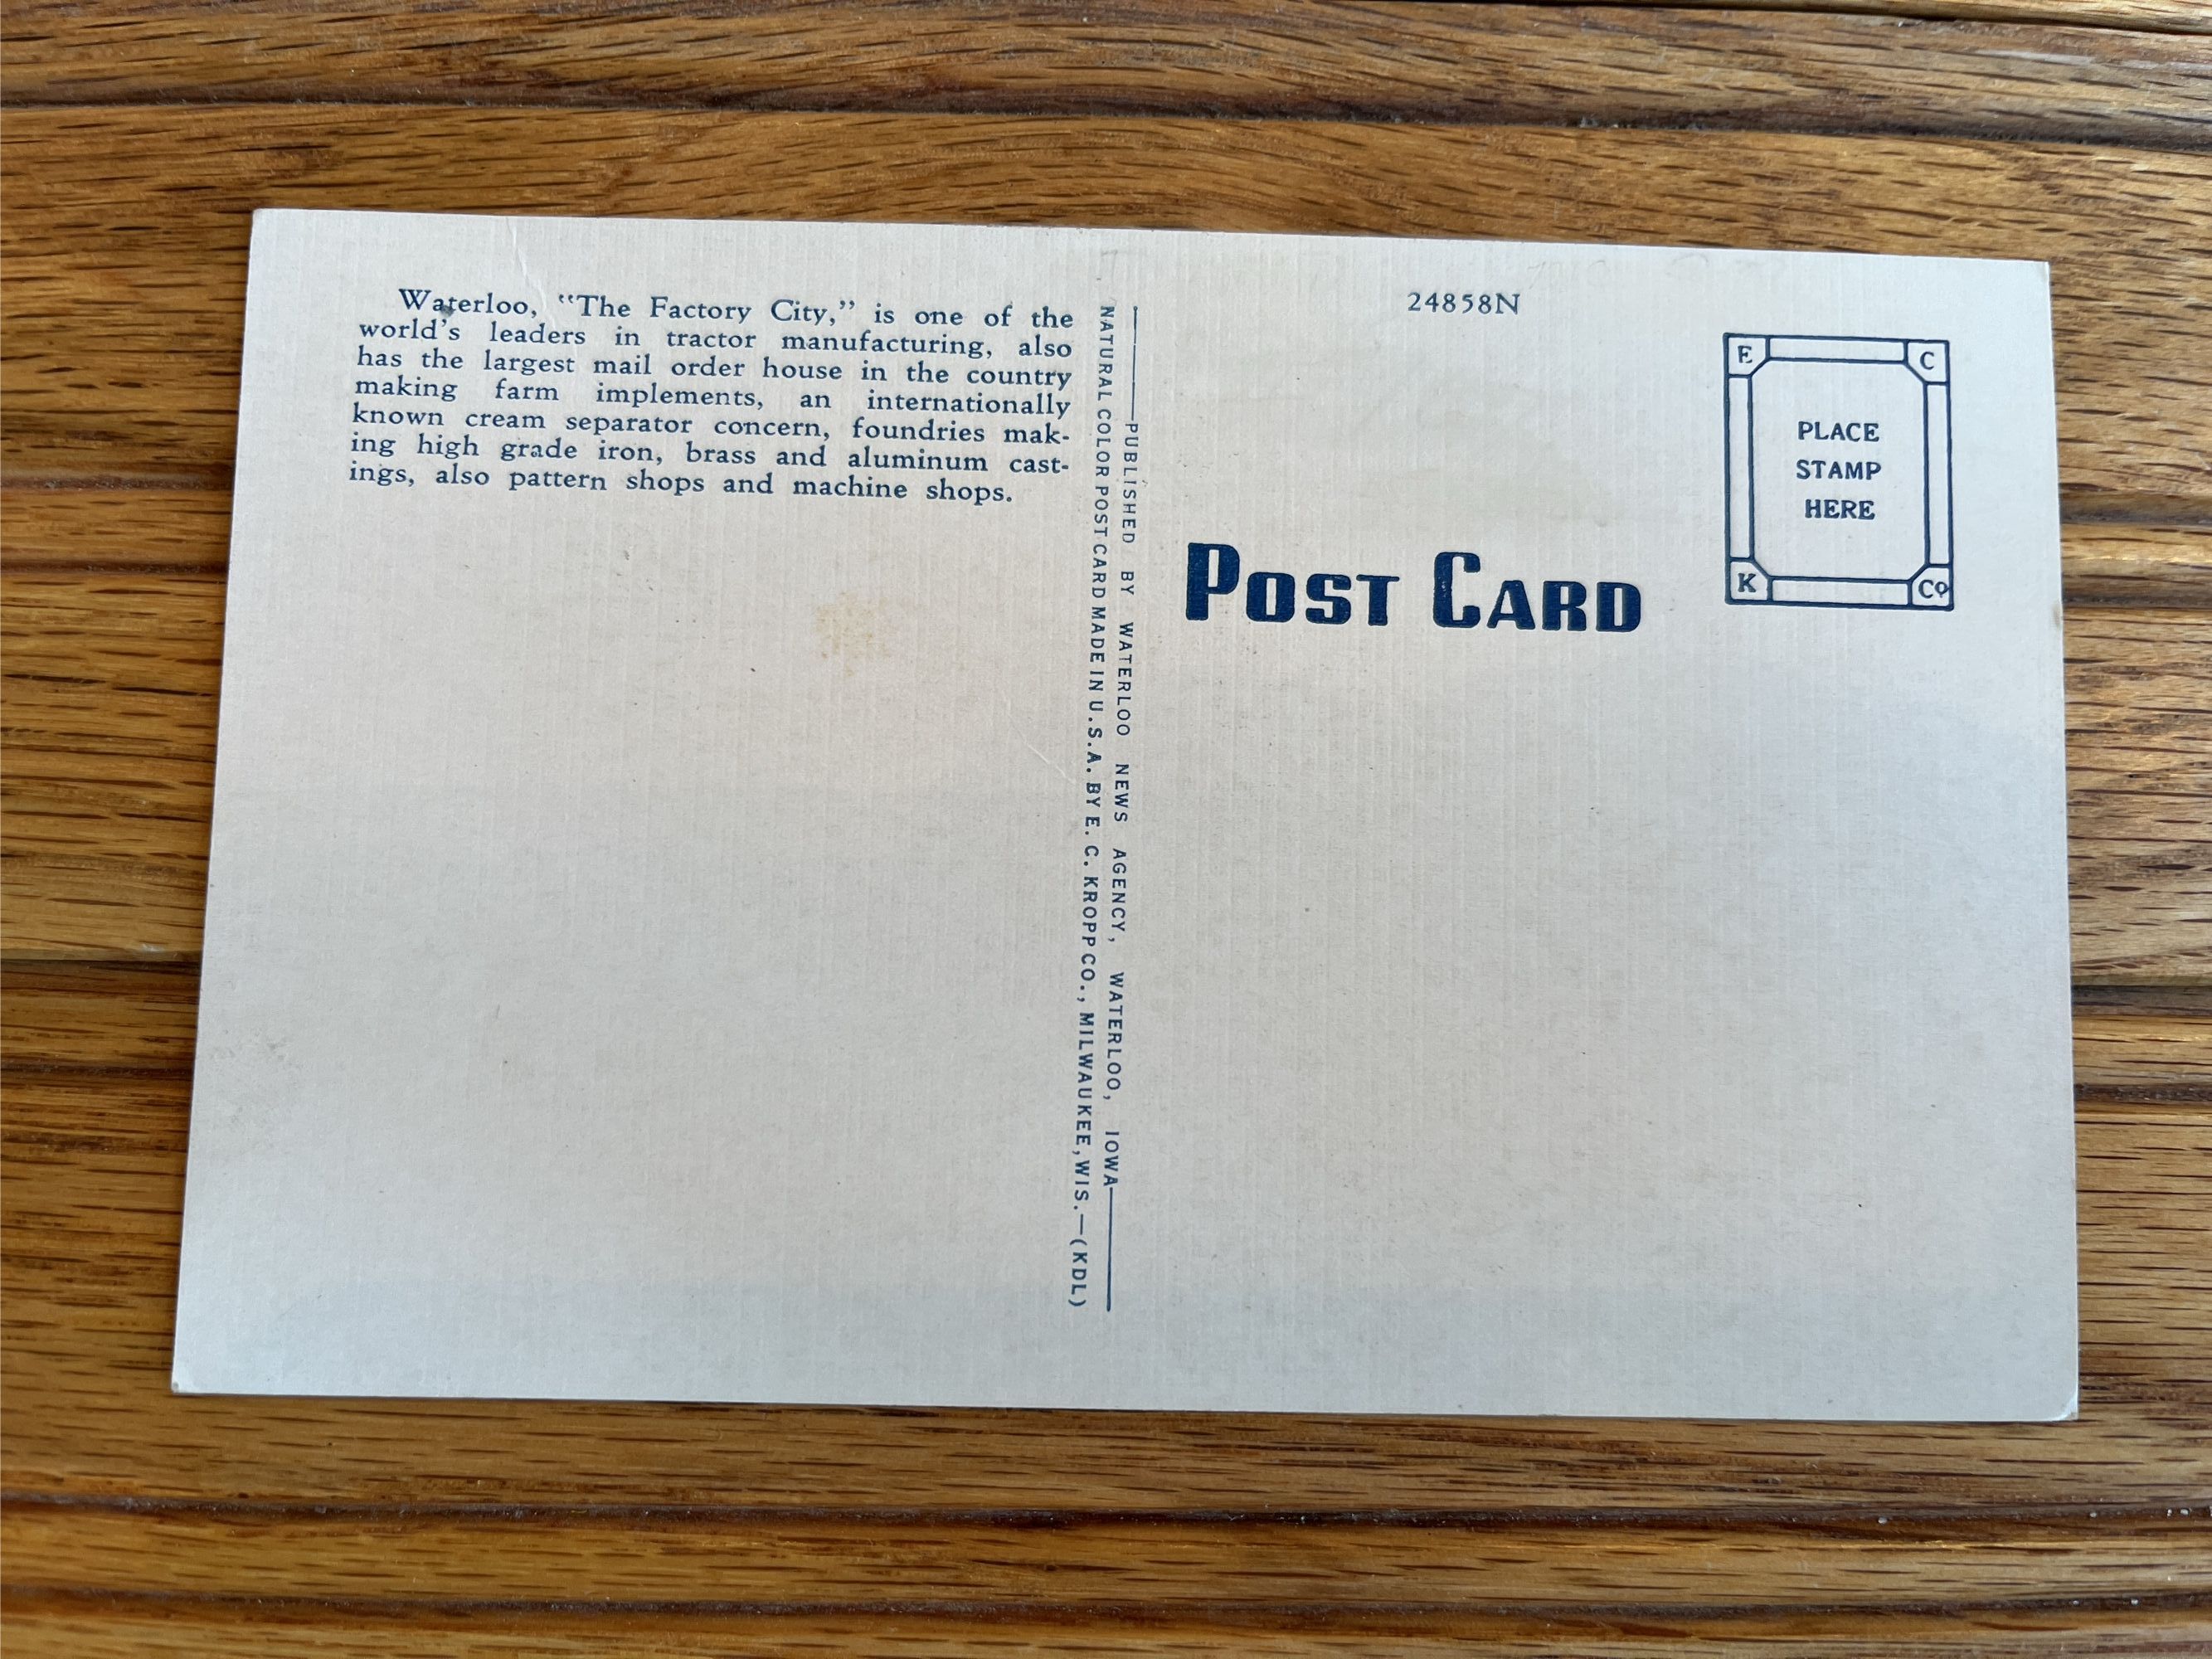 Waterloo, "The Factory City," is one of the
world's leaders in tractor manufacturing, also
has the largest mail order house in the country
making farm implements, an internationally
known cream separator concern, foundries mak-
ing high grade iron, brass and aluminum cast-
ings, also pattern shops and machine shops.
NATURAL COLOR POST CARD MADE IN U.S.A. BY E. C. KROPP CO., MILWAUKEE, WIS.—(KDL)
PUBLISHED BY WATERLOO NEWS AGENCY, WATERLOO, IOWA
24858N
POST CARD
E C
PLACE
STAMP
HERE
K Co